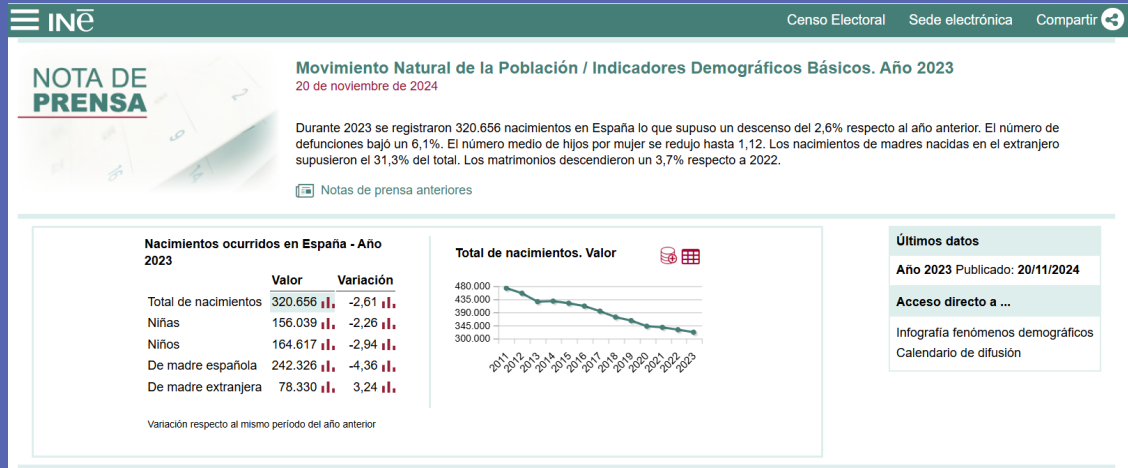 INe
Censo Electoral Sede electrónica Compartir
NOTA DE
PRENSA
Movimiento Natural de la Población / Indicadores Demográficos Básicos. Año 2023
20 de noviembre de 2024
Durante 2023 se registraron 320.656 nacimientos en España lo que supuso un descenso del 2,6% respecto al año anterior. El número de
defunciones bajó un 6,1%. El número medio de hijos por mujer se redujo hasta 1,12. Los nacimientos de madres nacidas en el extranjero
supusieron el 31,3% del total. Los matrimonios descendieron un 3,7% respecto a 2022.
Notas de prensa anteriores
Nacimientos ocurridos en España - Año
2023
Valor Variación
Total de nacimientos 320.656 -2,61
Niñas 156.039 -2,26
Niños 164.617 -2,94
De madre española 242.326 -4,36
De madre extranjera 78.330 3,24
Variación respecto al mismo período del año anterior
Total de nacimientos. Valor
480.000
435.000
390.000
345.000
300.000
2011 2012 2013 2014 2015 2016 2017 2018 2019 2020 2021 2022 2023
Últimos datos
Año 2023 Publicado: 20/11/2024
Acceso directo a ...
Infografía fenómenos demográficos
Calendario de difusión